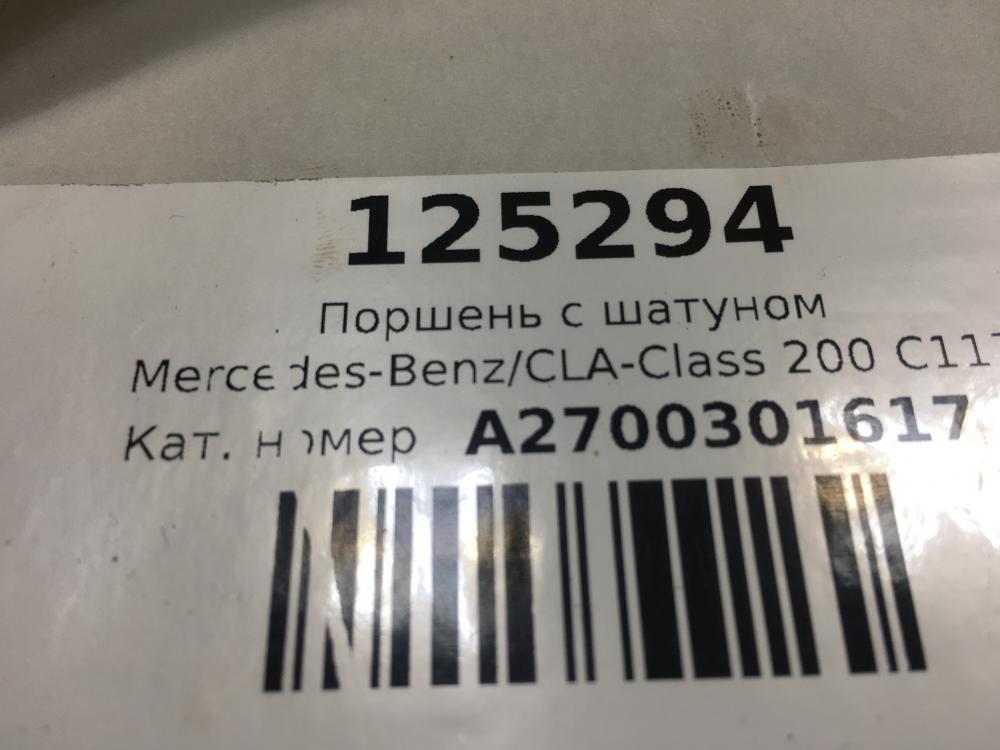 125294
Поршень с шатуном
Mercedes-Benz/CLA-Class 200 C117
Кат. номер A2700301617